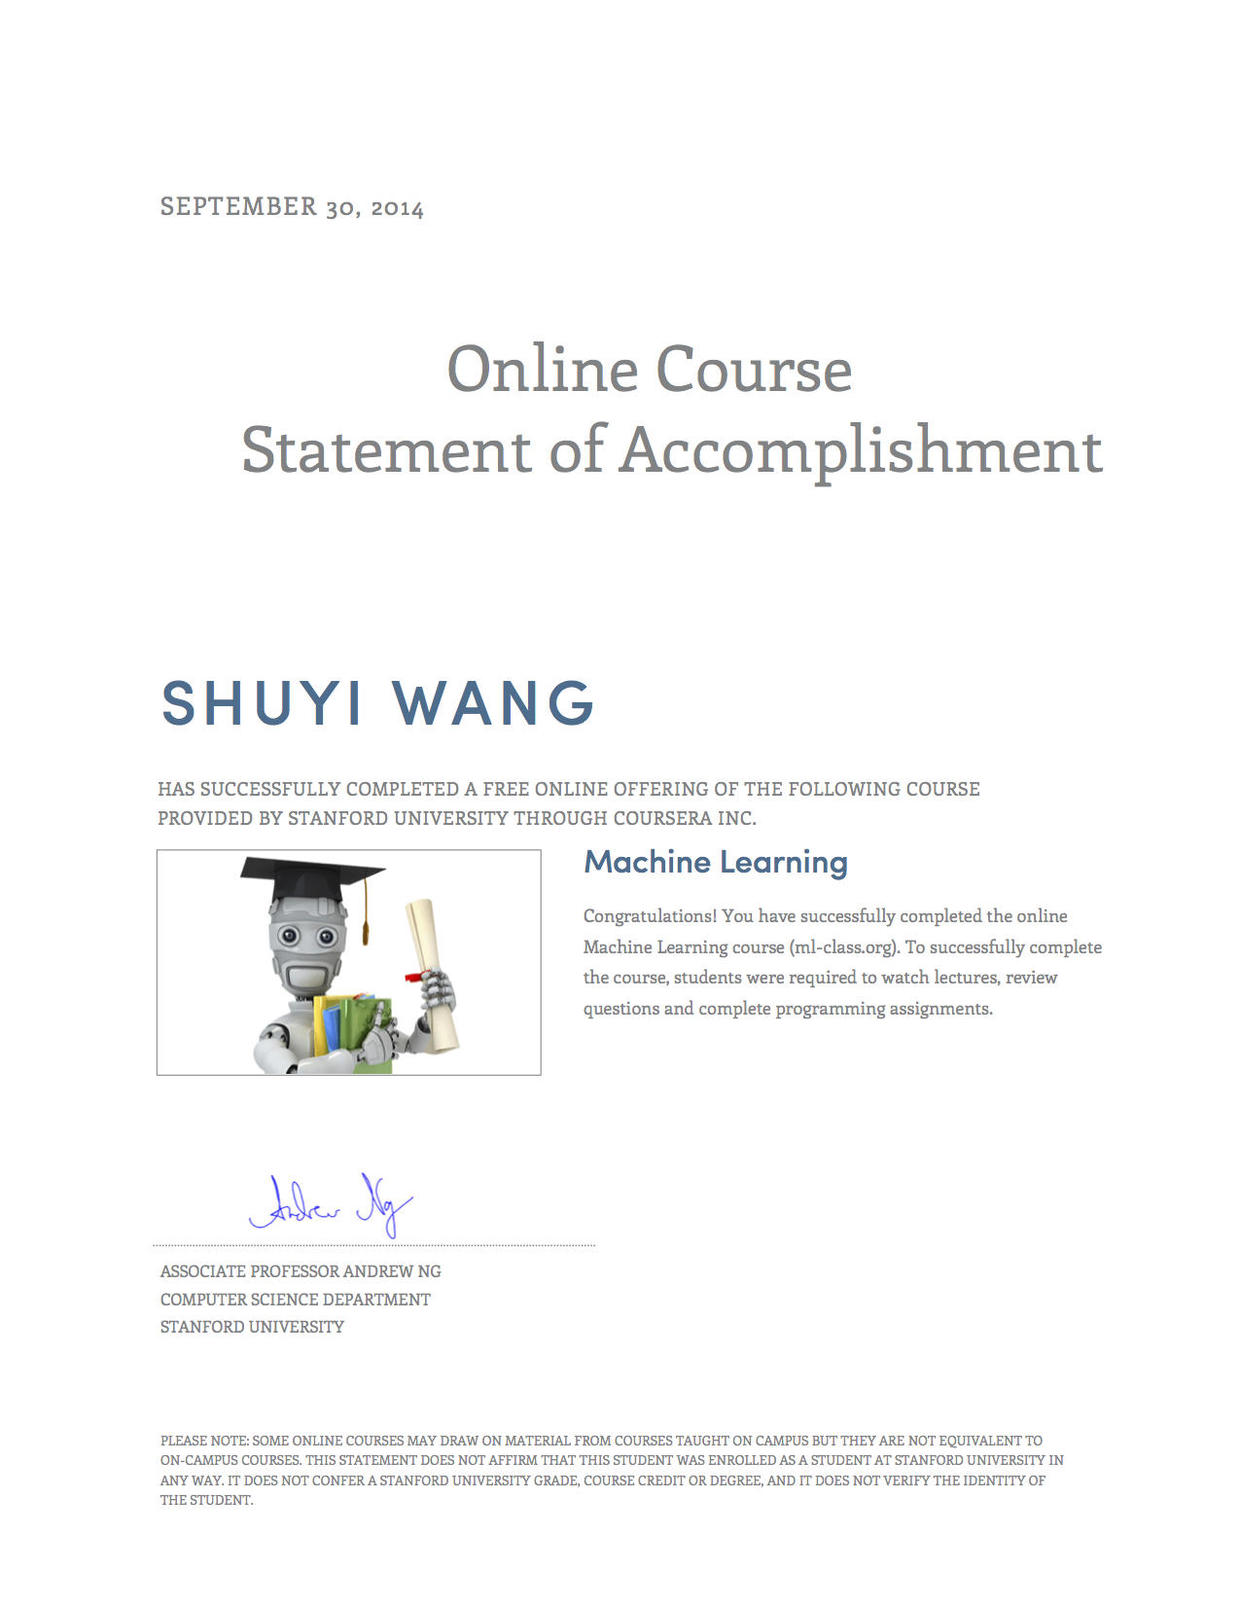 SEPTEMBER 30, 2014
Online Course
Statement of Accomplishment
SHUYI WANG
HAS SUCCESSFULLY COMPLETED A FREE ONLINE OFFERING OF THE FOLLOWING COURSE
PROVIDED BY STANFORD UNIVERSITY THROUGH COURSERA INC.
Machine Learning
Congratulations! You have successfully completed the online
Machine Learning course (ml-class.org). To successfully complete
the course, students were required to watch lectures, review
questions and complete programming assignments.
Andrew Ng
ASSOCIATE PROFESSOR ANDREW NG
COMPUTER SCIENCE DEPARTMENT
STANFORD UNIVERSITY
PLEASE NOTE: SOME ONLINE COURSES MAY DRAW ON MATERIAL FROM COURSES TAUGHT ON CAMPUS BUT THEY ARE NOT EQUIVALENT TO
ON-CAMPUS COURSES. THIS STATEMENT DOES NOT AFFIRM THAT THIS STUDENT WAS ENROLLED AS A STUDENT AT STANFORD UNIVERSITY IN
ANY WAY. IT DOES NOT CONFER A STANFORD UNIVERSITY GRADE, COURSE CREDIT OR DEGREE, AND IT DOES NOT VERIFY THE IDENTITY OF
THE STUDENT.